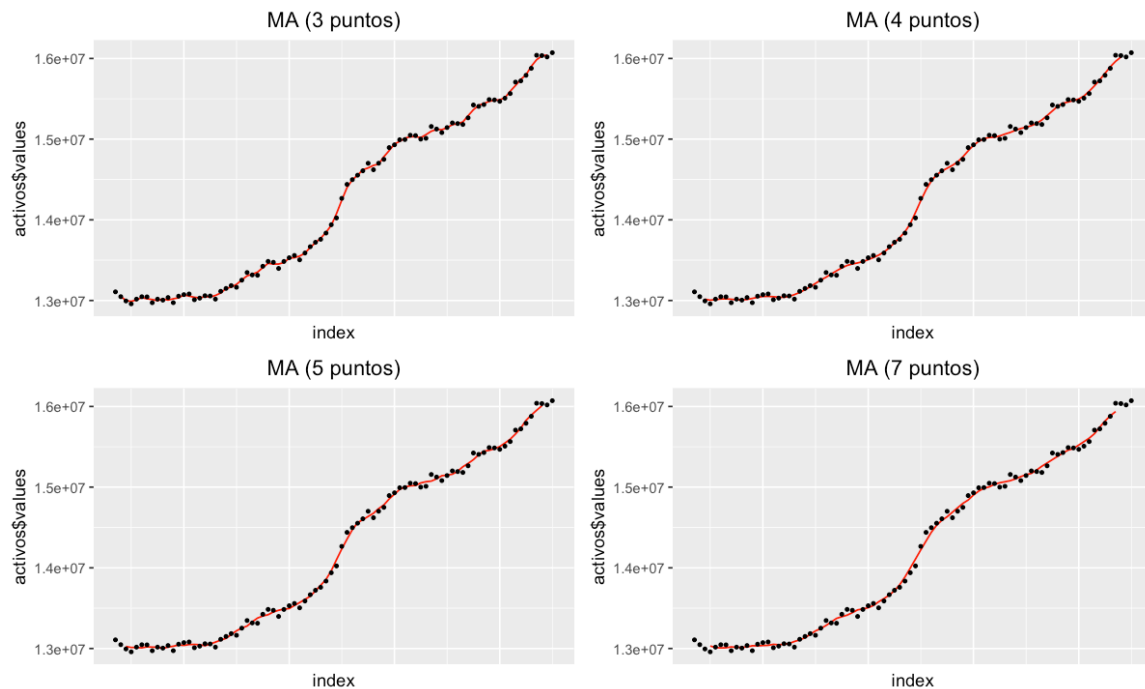 MA (3 puntos)
1.6e+07
1.5e+07
1.4e+07
1.3e+07
activos$values
index
MA (4 puntos)
1.6e+07
1.5e+07
1.4e+07
1.3e+07
activos$values
index
MA (5 puntos)
1.6e+07
1.5e+07
1.4e+07
1.3e+07
activos$values
index
MA (7 puntos)
1.6e+07
1.5e+07
1.4e+07
1.3e+07
activos$values
index